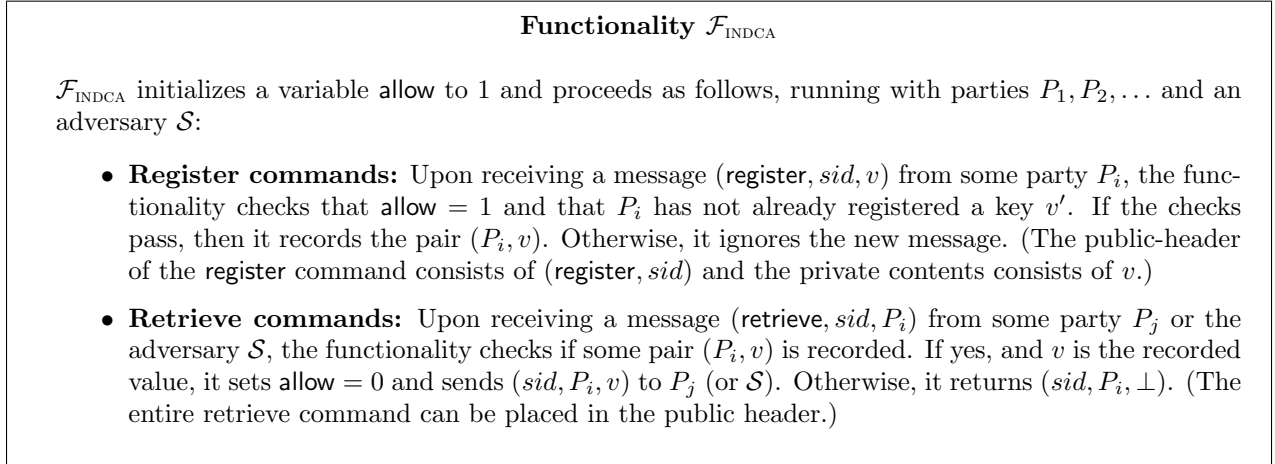 Functionality F_INDCA
F_INDCA initializes a variable allow to 1 and proceeds as follows, running with parties P_1, P_2, . . . and an
adversary S:
• Register commands: Upon receiving a message (register, sid, v) from some party P_i, the func-
tionality checks that allow = 1 and that P_i has not already registered a key v′. If the checks
pass, then it records the pair (P_i, v). Otherwise, it ignores the new message. (The public-header
of the register command consists of (register, sid) and the private contents consists of v.)
• Retrieve commands: Upon receiving a message (retrieve, sid, P_i) from some party P_j or the
adversary S, the functionality checks if some pair (P_i, v) is recorded. If yes, and v is the recorded
value, it sets allow = 0 and sends (sid, P_i, v) to P_j (or S). Otherwise, it returns (sid, P_i, ⊥). (The
entire retrieve command can be placed in the public header.)